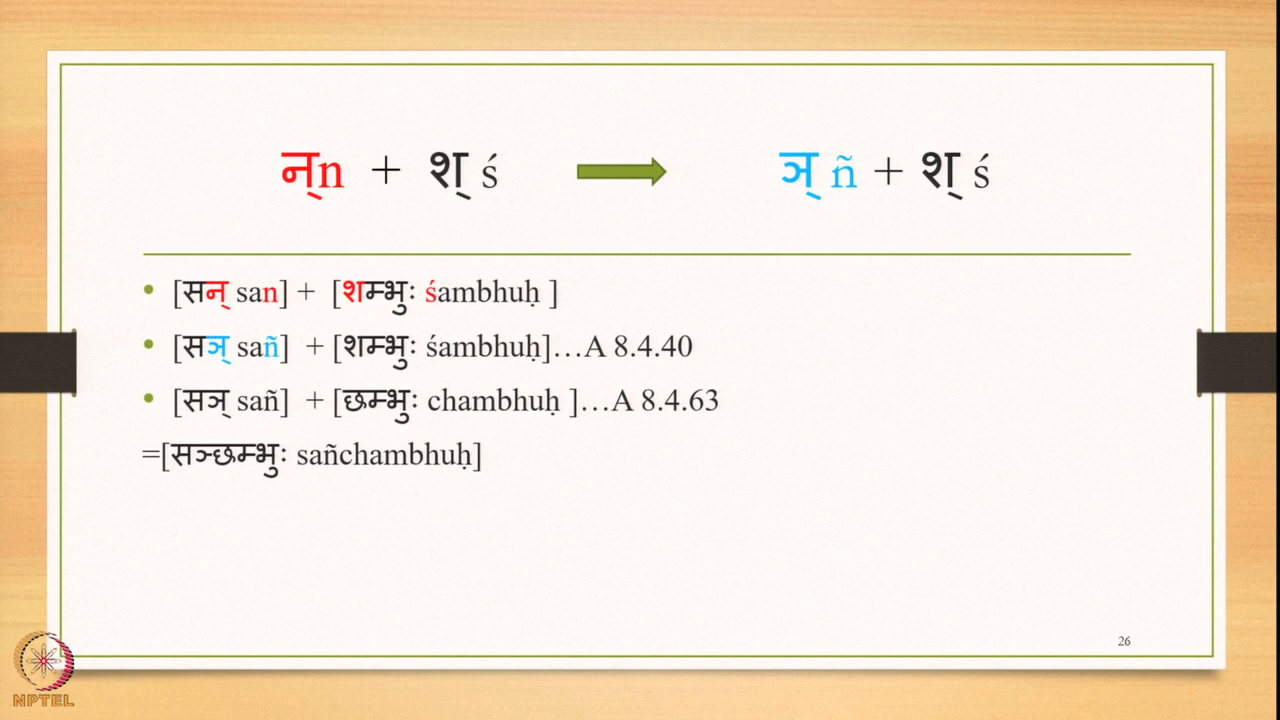 न्n + श् ś ञ् ñ + श् ś
• [सन् san] + [शम्भुः śambhuḥ ]
• [सञ् sañ] + [शम्भुः śambhuḥ]...A 8.4.40
• [सञ् sañ] + [छम्भुः chambhuḥ ]...A 8.4.63
=[सञ्छम्भुः sañchambhuḥ]
26
NPTEL